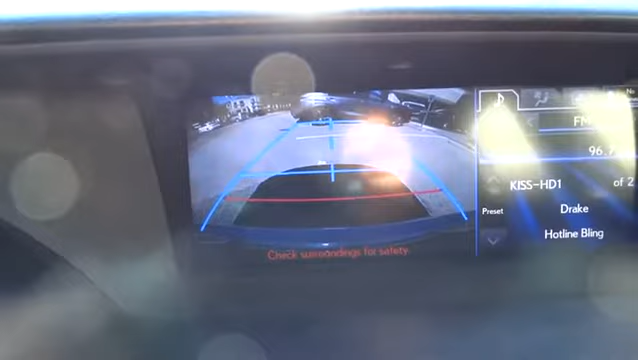 FM
96.7
KISS-HD1
of 2
Preset
Drake
Hotline Bling
Check surroundings for safety.